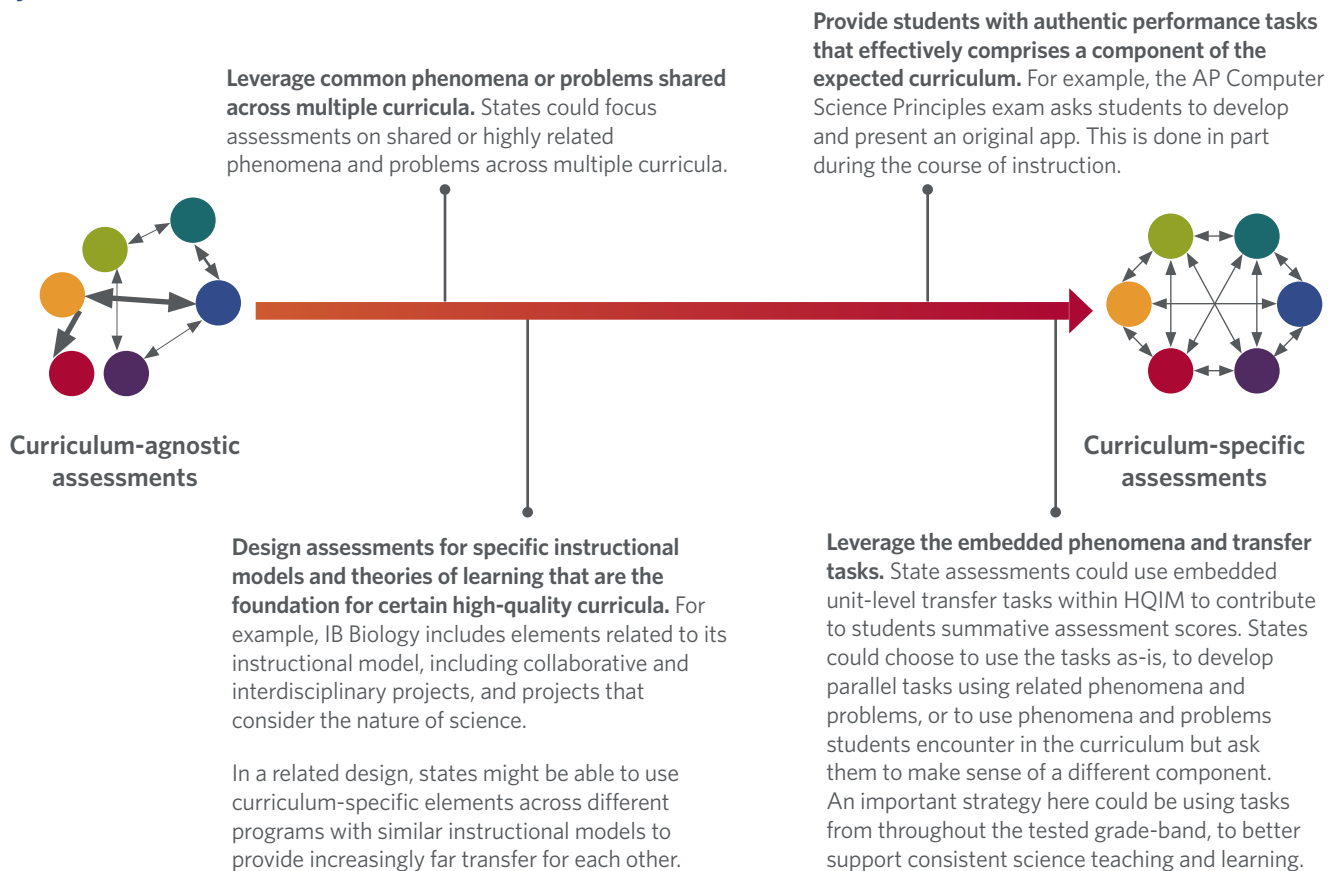 Leverage common phenomena or problems shared
across multiple curricula. States could focus
assessments on shared or highly related
phenomena and problems across multiple curricula.
Provide students with authentic performance tasks
that effectively comprises a component of the
expected curriculum. For example, the AP Computer
Science Principles exam asks students to develop
and present an original app. This is done in part
during the course of instruction.
Curriculum-agnostic
assessments
Curriculum-specific
assessments
Design assessments for specific instructional
models and theories of learning that are the
foundation for certain high-quality curricula. For
example, IB Biology includes elements related to its
instructional model, including collaborative and
interdisciplinary projects, and projects that
consider the nature of science.
In a related design, states might be able to use
curriculum-specific elements across different
programs with similar instructional models to
provide increasingly far transfer for each other.
Leverage the embedded phenomena and transfer
tasks. State assessments could use embedded
unit-level transfer tasks within HQIM to contribute
to students summative assessment scores. States
could choose to use the tasks as-is, to develop
parallel tasks using related phenomena and
problems, or to use phenomena and problems
students encounter in the curriculum but ask
them to make sense of a different component.
An important strategy here could be using tasks
from throughout the tested grade-band, to better
support consistent science teaching and learning.